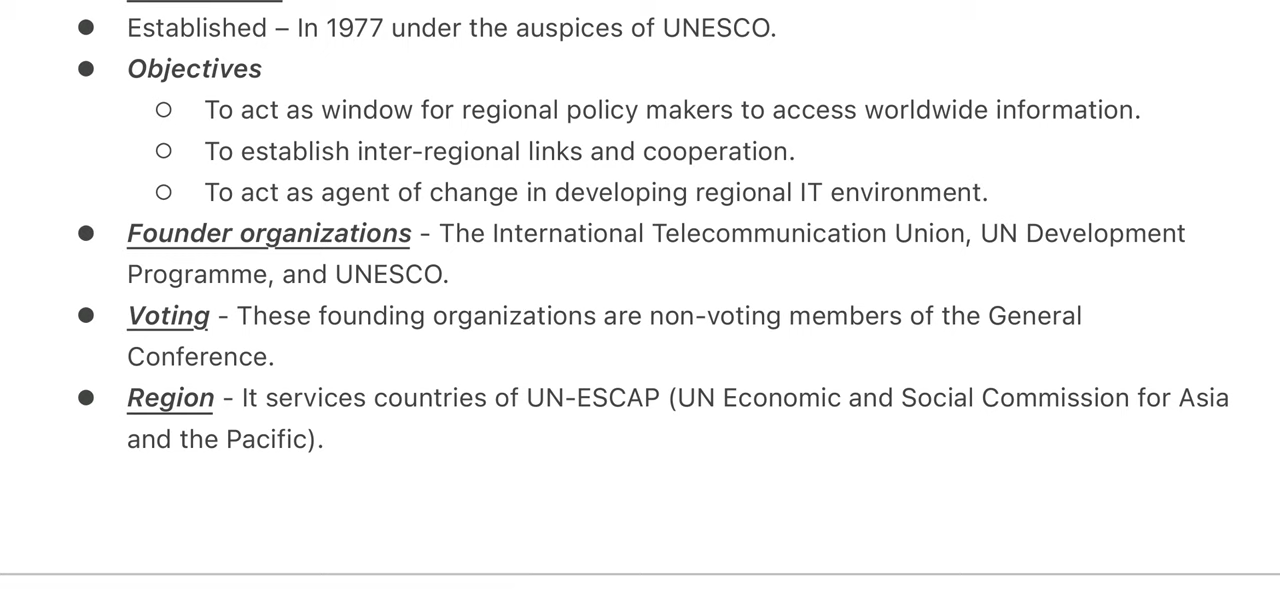 ● Established – In 1977 under the auspices of UNESCO.
● Objectives
○ To act as window for regional policy makers to access worldwide information.
○ To establish inter-regional links and cooperation.
○ To act as agent of change in developing regional IT environment.
● Founder organizations - The International Telecommunication Union, UN Development
Programme, and UNESCO.
● Voting - These founding organizations are non-voting members of the General
Conference.
● Region - It services countries of UN-ESCAP (UN Economic and Social Commission for Asia
and the Pacific).